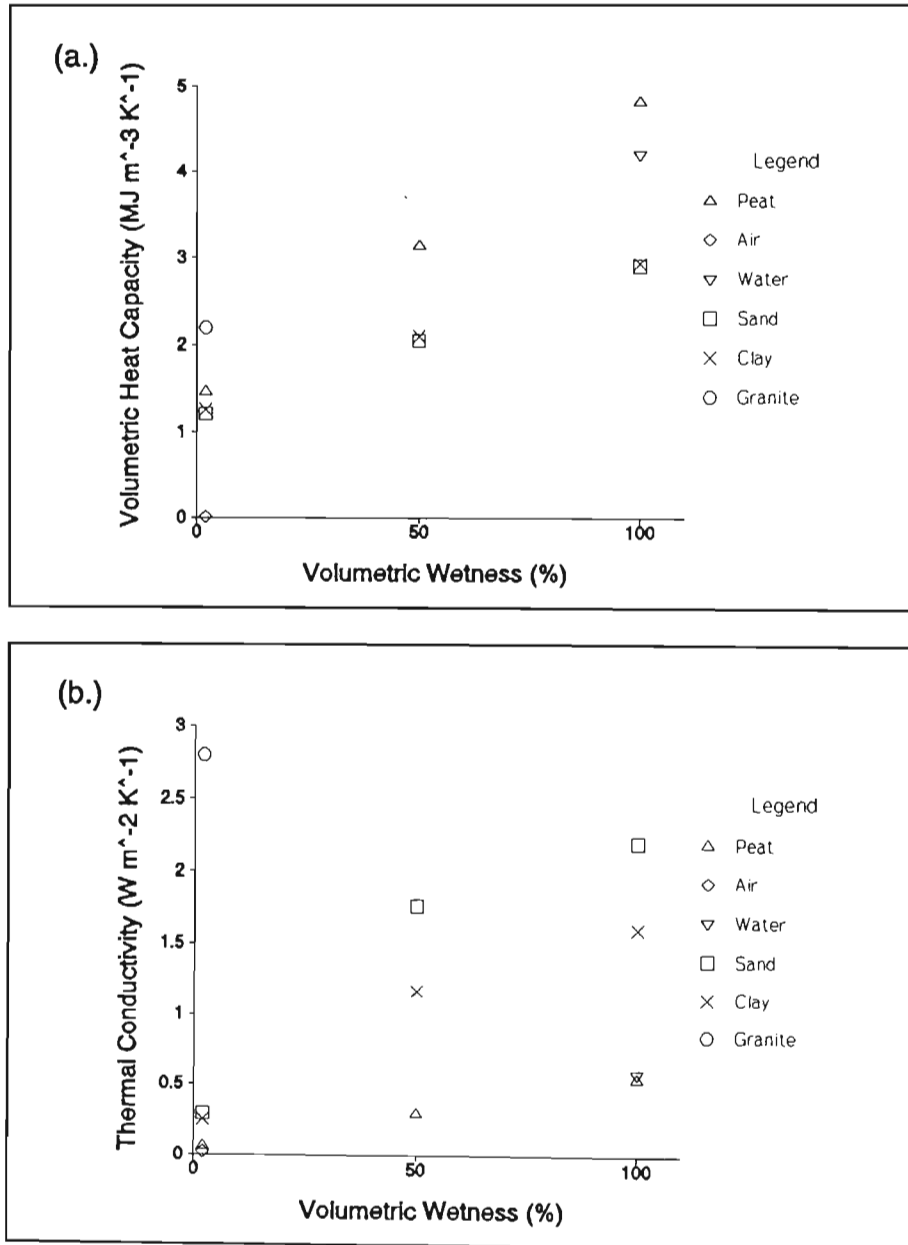 (a.)
Volumetric Heat Capacity (MJ m^-3 K^-1)
5
4
3
2
1
0
0
50
100
Volumetric Wetness (%)
Legend
Peat
Air
Water
Sand
Clay
Granite
(b.)
Thermal Conductivity (W m^-2 K^-1)
3
2.5
2
1.5
1
0.5
0
0
50
100
Volumetric Wetness (%)
Legend
Peat
Air
Water
Sand
Clay
Granite